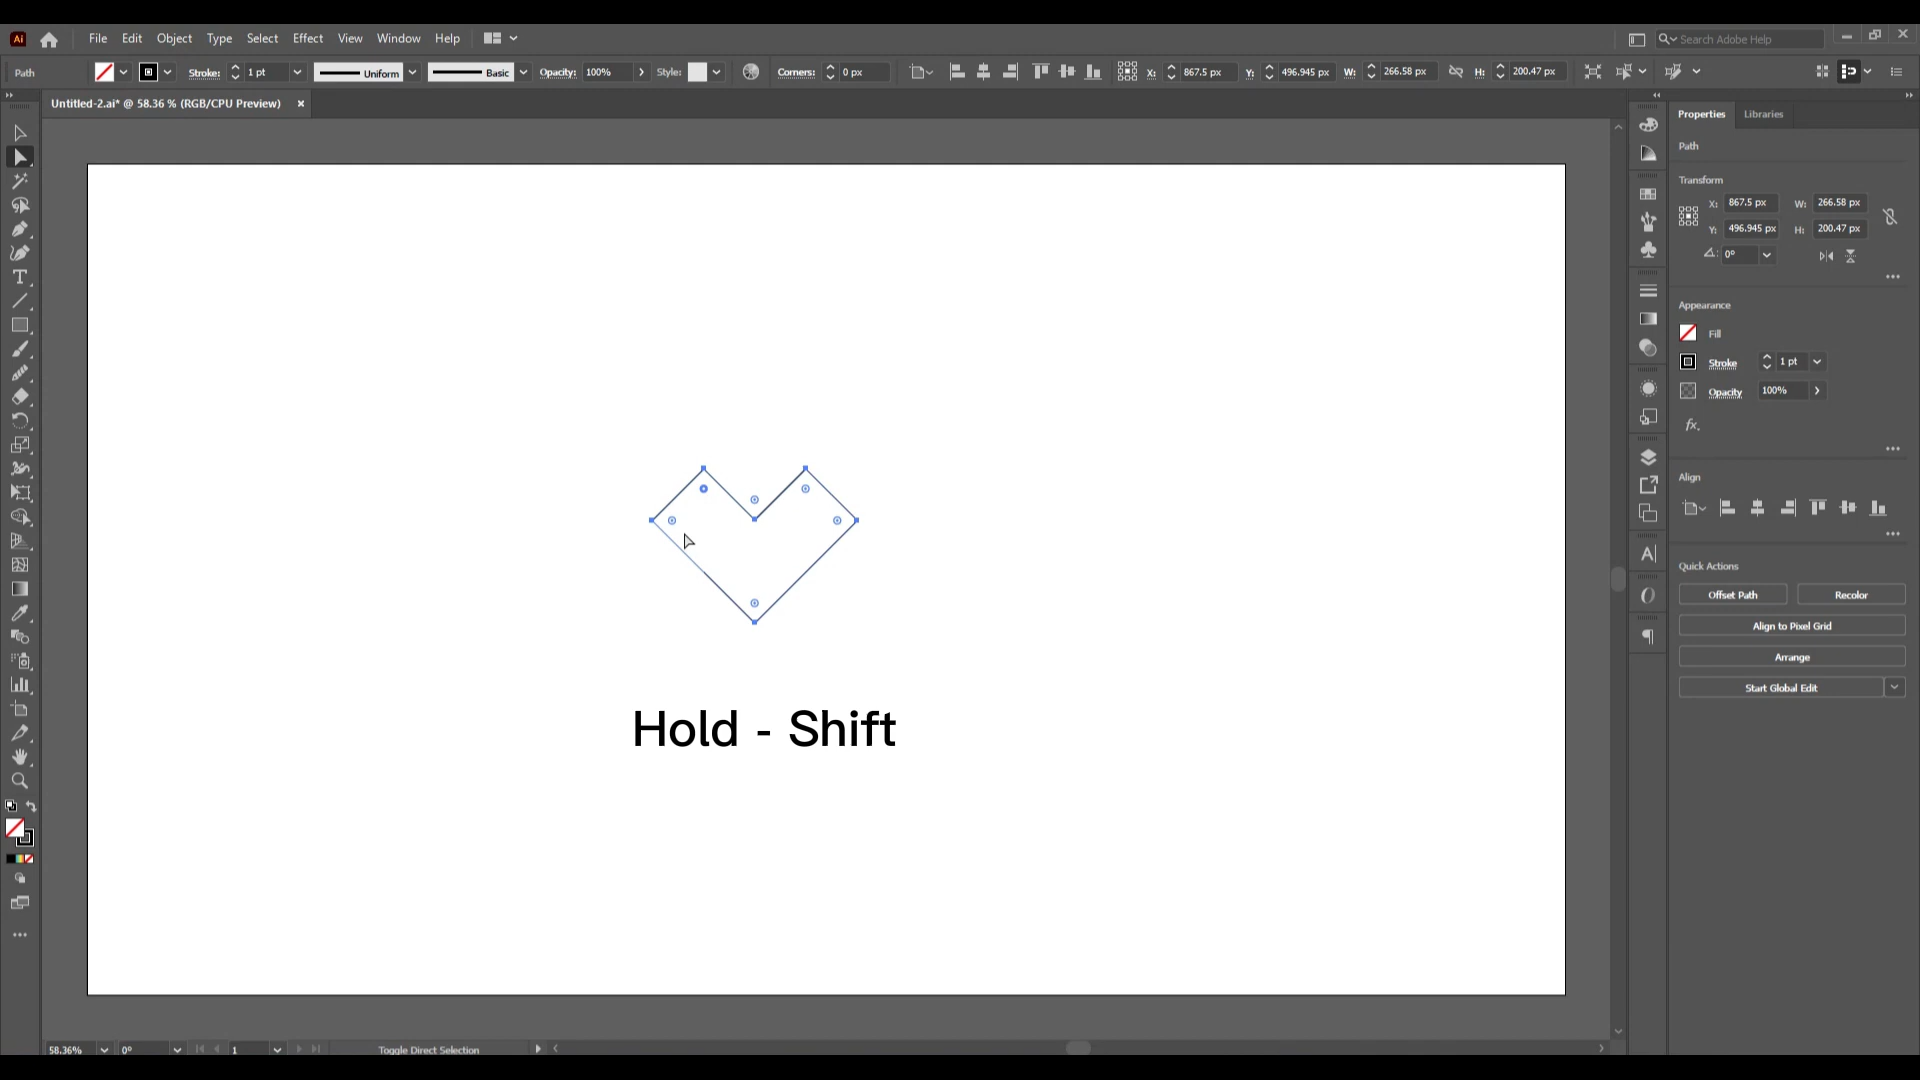 Ai File Edit Object Type Select Effect View Window Help Search Adobe Help
Path Stroke: 1 pt Uniform Basic Opacity: 100% Style: Corners: 0 px X: 867.5 px Y: 496.945 px W: 266.58 px H: 200.47 px
Untitled-2.ai* @ 58.36 % (RGB/CPU Preview)
Properties Libraries
Path
Transform
X: 867.5 px W: 266.58 px
Y: 496.945 px H: 200.47 px
0°
Appearance
Fill
Stroke 1 pt
Opacity 100%
fx.
Align
Quick Actions
Offset Path Recolor
Align to Pixel Grid
Arrange
Start Global Edit
Hold - Shift
58.36% 0° 1 Toggle Direct Selection